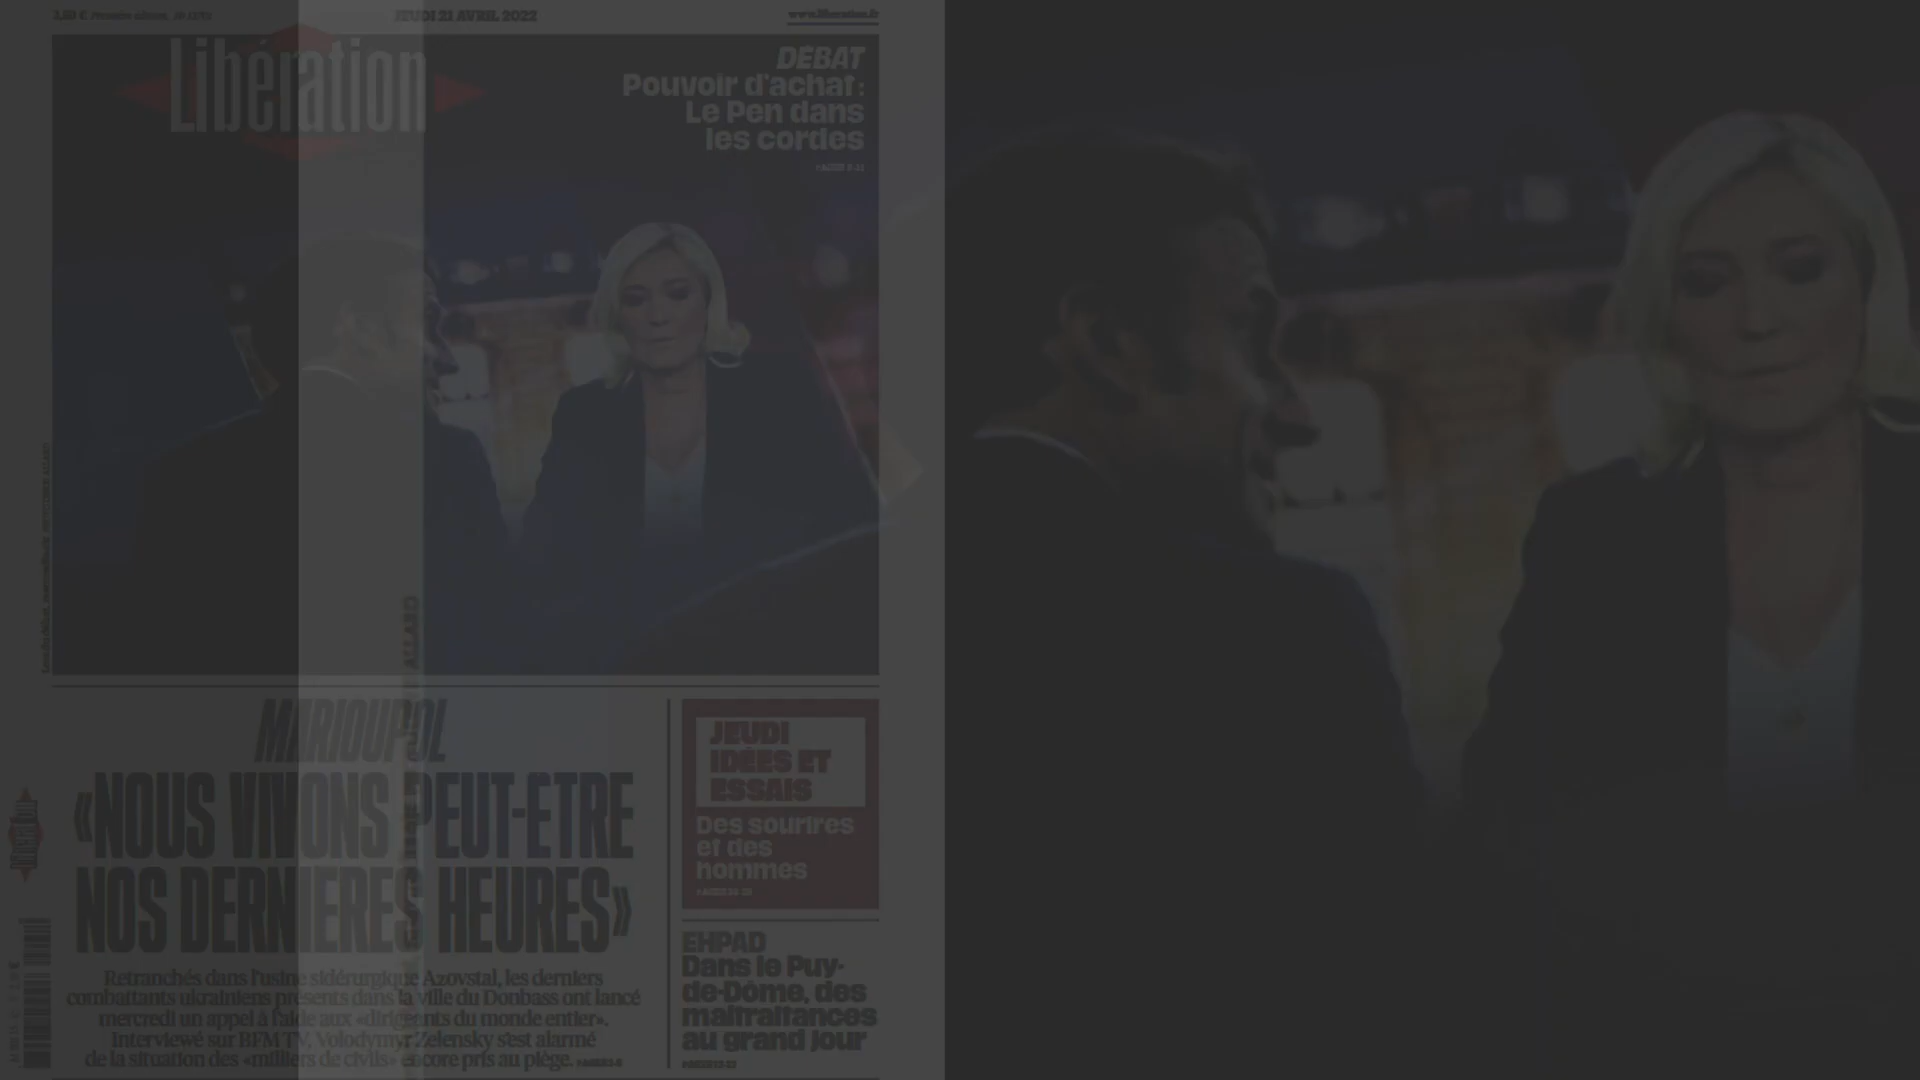 JEUDI 21 AVRIL 2022
www.liberation.fr
Libération
DÉBAT
Pouvoir d'achat :
Le Pen dans
les cordes
MARIOUPOL
«NOUS VIVONS PEUT-ÊTRE
NOS DERNIÈRES HEURES»
Retranchés dans l'usine sidérurgique Azovstal, les derniers
combattants ukrainiens présents dans la ville du Donbass ont lancé
mercredi un appel à l'aide aux «dirigeants du monde entier».
Interviewé sur BFM TV, Volodymyr Zelensky s'est alarmé
de la situation des «milliers de civils» encore pris au piège.
JEUDI
IDÉES ET
ESSAIS
Des sourires
et des
hommes
EHPAD
Dans le Puy-
de-Dôme, des
maltraitances
au grand jour
Libération